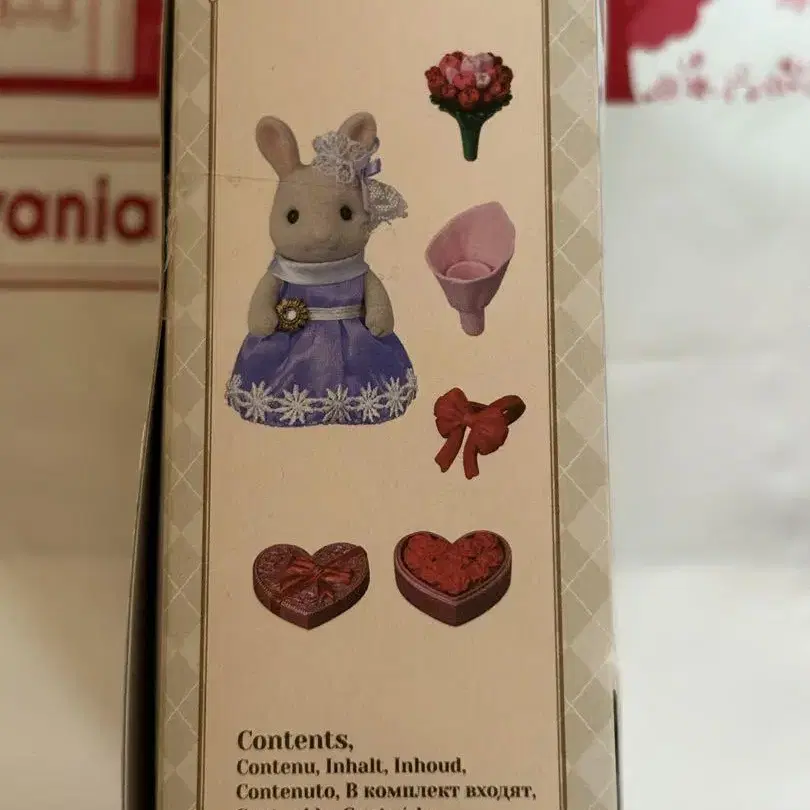 vania
Contents,
Contenu, Inhalt, Inhoud,
Contenuto, В комплект входят,